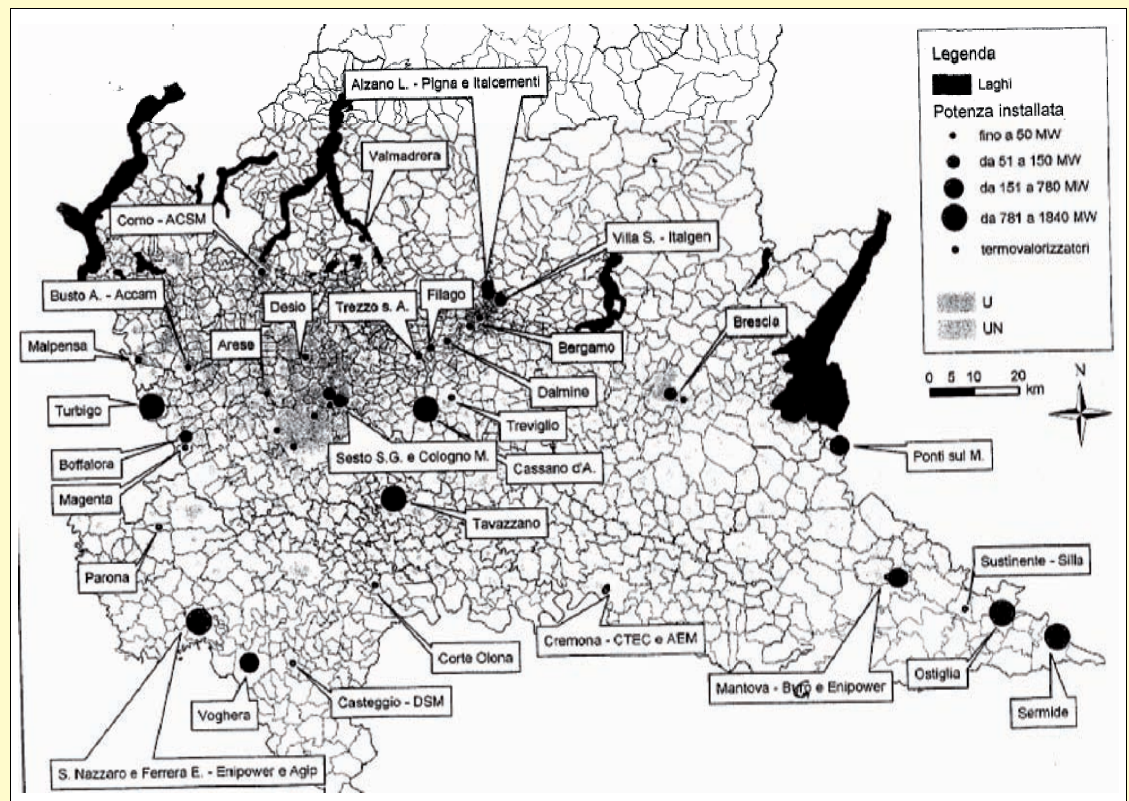 Legenda
Laghi
Potenza installata
fino a 50 MW
da 51 a 150 MW
da 151 a 780 MW
da 781 a 1840 MW
termovalorizzatori
U
UN
0 5 10 20
km
N
Alzano L. - Pigna e Italcementi
Valmadrera
Como - ACSM
Villa S. - Italgen
Busto A. - Accam
Desio
Trezzo s. A.
Filago
Brescia
Malpensa
Arese
Bergamo
Dalmine
Turbigo
Treviglio
Boffalora
Sesto S.G. e Cologno M.
Cassano d'A.
Ponti sul M.
Magenta
Tavazzano
Parona
Sustinente - Silla
Cremona - CTEC e AEM
Corte Olona
Mantova - e Enipower
Ostiglia
Casteggio - DSM
Voghera
Sermide
S. Nazzaro e Ferrera E. - Enipower e Agip